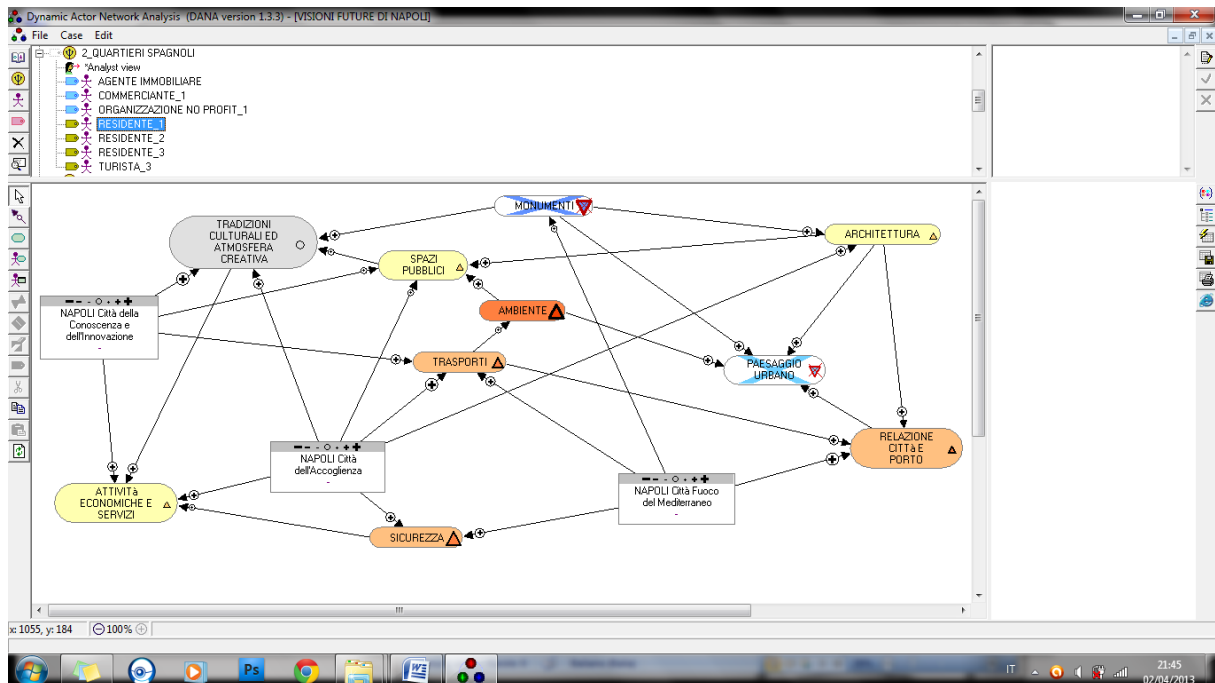 Dynamic Actor Network Analysis (DANA version 1.3.3) - [VISIONI FUTURE DI NAPOLI]
File Case Edit
2_QUARTIERI SPAGNOLI
*Analyst view
AGENTE IMMOBILIARE
COMMERCIANTE_1
ORGANIZZAZIONE NO PROFIT_1
RESIDENTE_1
RESIDENTE_2
RESIDENTE_3
TURISTA_3
MONUMENTI
TRADIZIONI
CULTURALI ED
ATMOSFERA
CREATIVA
ARCHITETTURA
SPAZI
PUBBLICI
AMBIENTE
NAPOLI Città della
Conoscenza e
dell'Innovazione
TRASPORTI
PAESAGGIO
URBANO
RELAZIONE
CITTà E
PORTO
NAPOLI Città
dell'Accoglienza
NAPOLI Città Fuoco
del Mediterraneo
ATTIVITà
ECONOMICHE E
SERVIZI
SICUREZZA
x: 1055, y: 184 100%
Ps
W
IT
21:45
02/04/2013